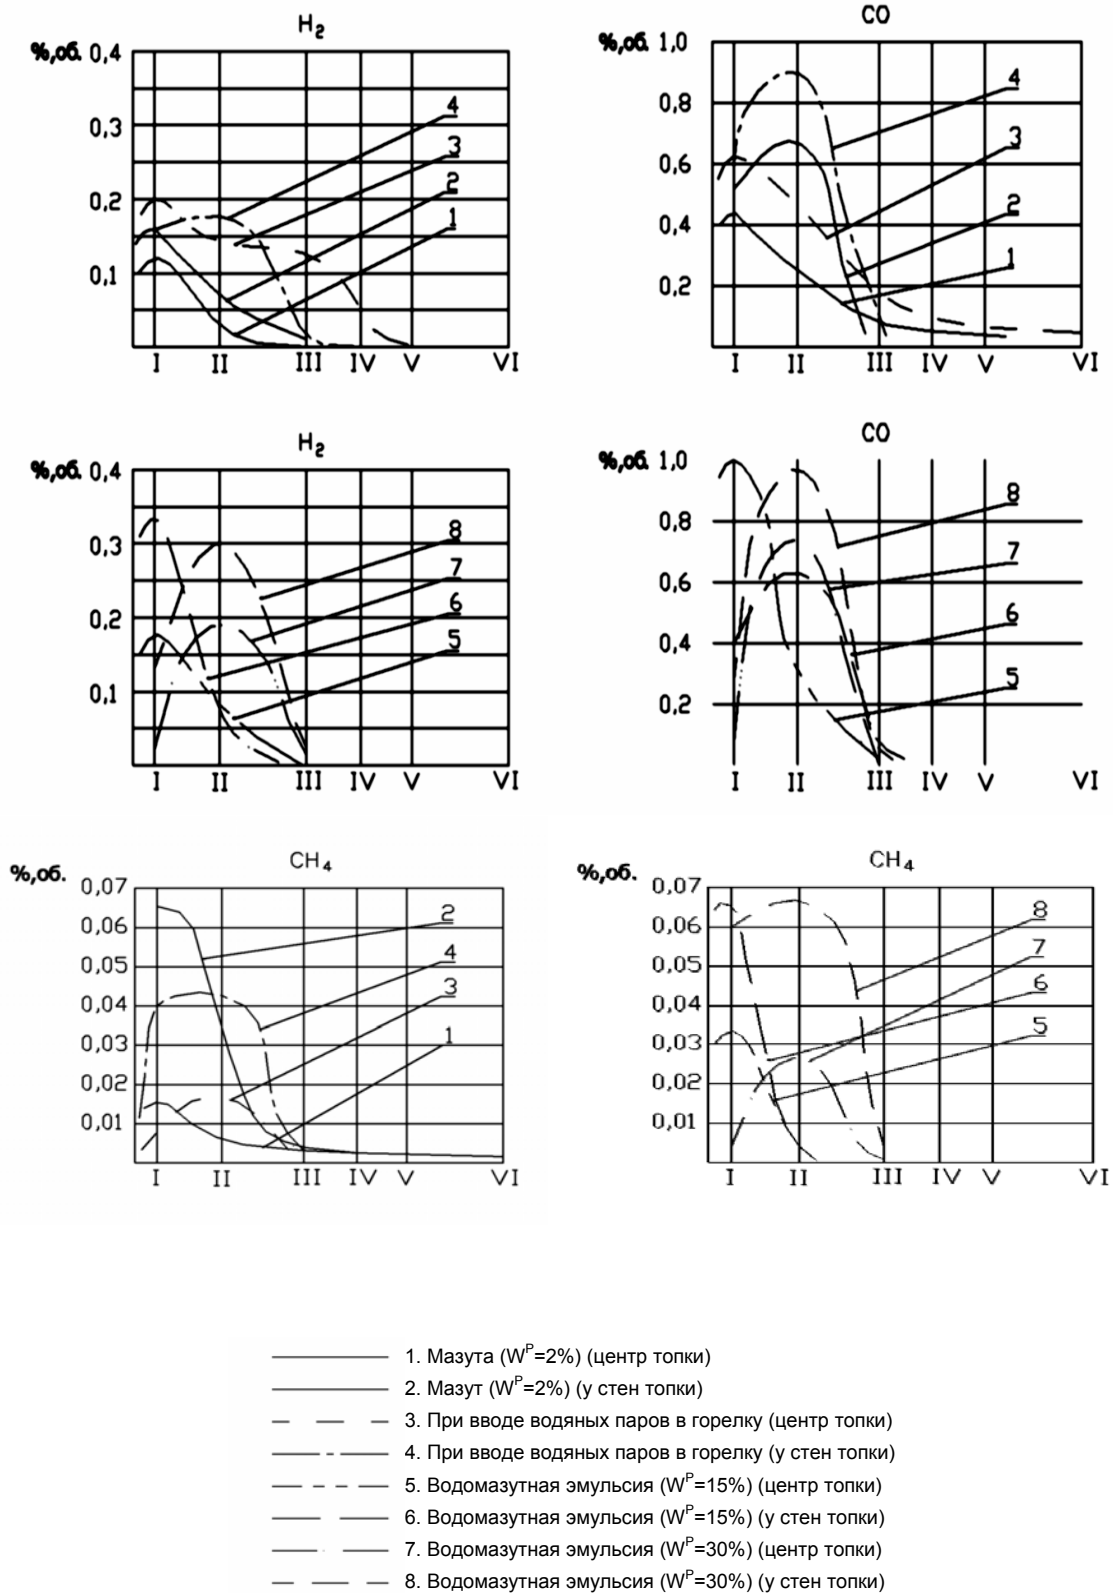 H2
%,об. 0,4
0,3
0,2
0,1
4
3
2
1
I II III IV V VI
CO
%,об. 1,0
0,8
0,6
0,4
0,2
4
3
2
1
I II III IV V VI
H2
%,об. 0,4
0,3
0,2
0,1
8
7
6
5
I II III IV V VI
CO
%,об. 1,0
0,8
0,6
0,4
0,2
8
7
6
5
I II III IV V VI
CH4
%,об.
0,07
0,06
0,05
0,04
0,03
0,02
0,01
2
4
3
1
I II III IV V VI
CH4
%,об.
0,07
0,06
0,05
0,04
0,03
0,02
0,01
8
7
6
5
I II III IV V VI
1. Мазута (W^P=2%) (центр топки)
2. Мазут (W^P=2%) (у стен топки)
3. При вводе водяных паров в горелку (центр топки)
4. При вводе водяных паров в горелку (у стен топки)
5. Водомазутная эмульсия (W^P=15%) (центр топки)
6. Водомазутная эмульсия (W^P=15%) (у стен топки)
7. Водомазутная эмульсия (W^P=30%) (центр топки)
8. Водомазутная эмульсия (W^P=30%) (у стен топки)